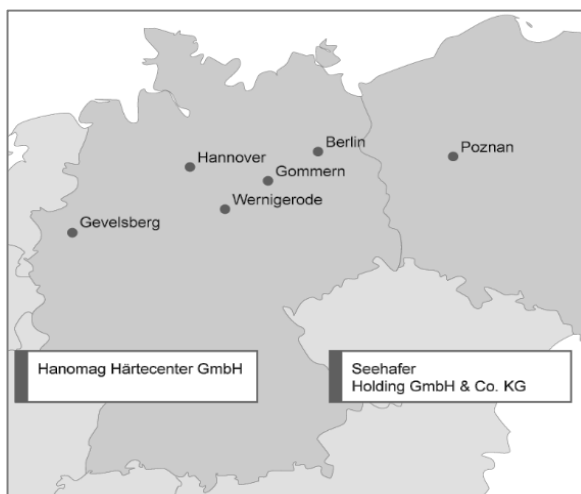 Berlin
Hannover
Poznan
Gommern
Wernigerode
Gevelsberg
Hanomag Härtecenter GmbH
Seehafer
Holding GmbH & Co. KG